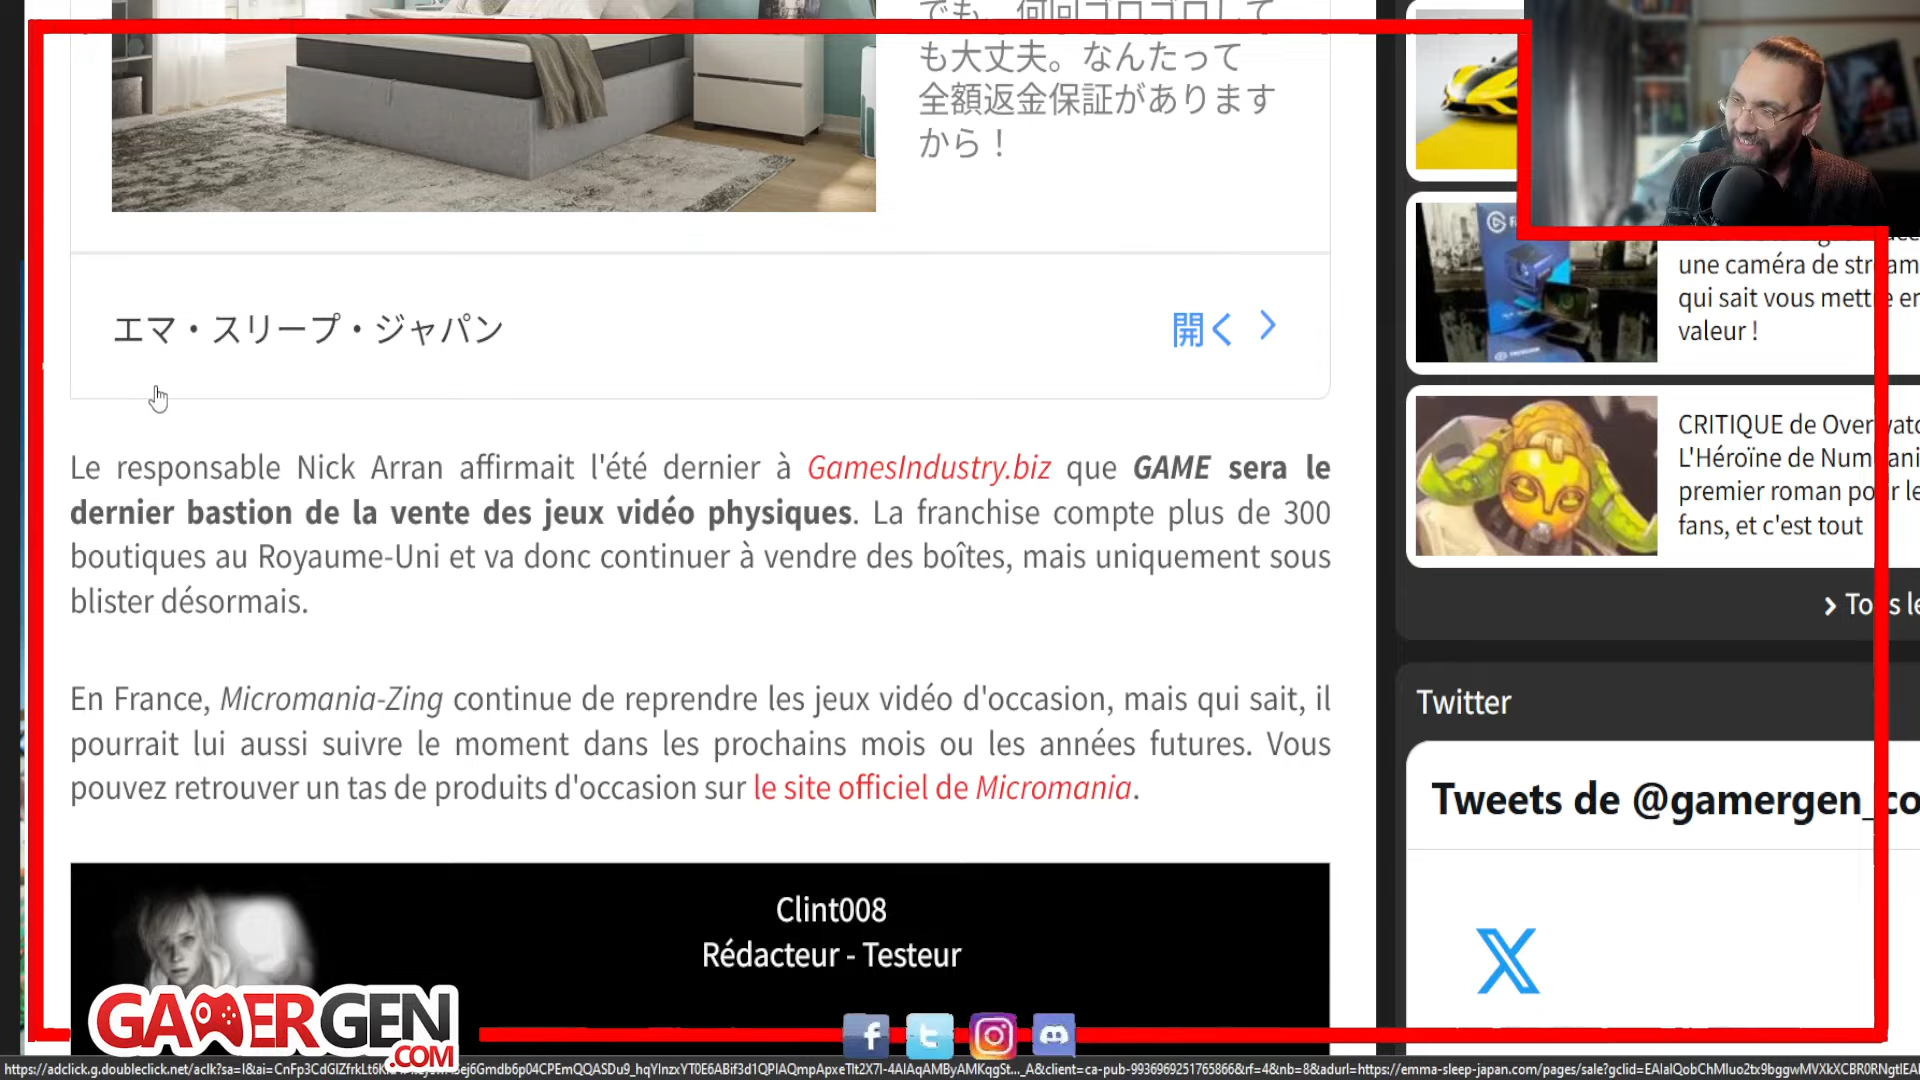 も大丈夫。なんたって
全額返金保証があります
から！
エマ・スリープ・ジャパン
開く
Le responsable Nick Arran affirmait l'été dernier à GamesIndustry.biz que GAME sera le
dernier bastion de la vente des jeux vidéo physiques. La franchise compte plus de 300
boutiques au Royaume-Uni et va donc continuer à vendre des boîtes, mais uniquement sous
blister désormais.
En France, Micromania-Zing continue de reprendre les jeux vidéo d'occasion, mais qui sait, il
pourrait lui aussi suivre le moment dans les prochains mois ou les années futures. Vous
pouvez retrouver un tas de produits d'occasion sur le site officiel de Micromania.
Clint008
Rédacteur - Testeur
GAMERGEN
.COM
une caméra de
qui sait vous
valeur !
CRITIQUE de
L'Héroïne de
premier roman
fans, et c'est tout
Twitter
Tweets de @gamergen_co